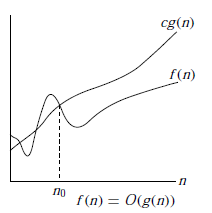 cg(n)
f(n)
n
n₀
f(n) = O(g(n))